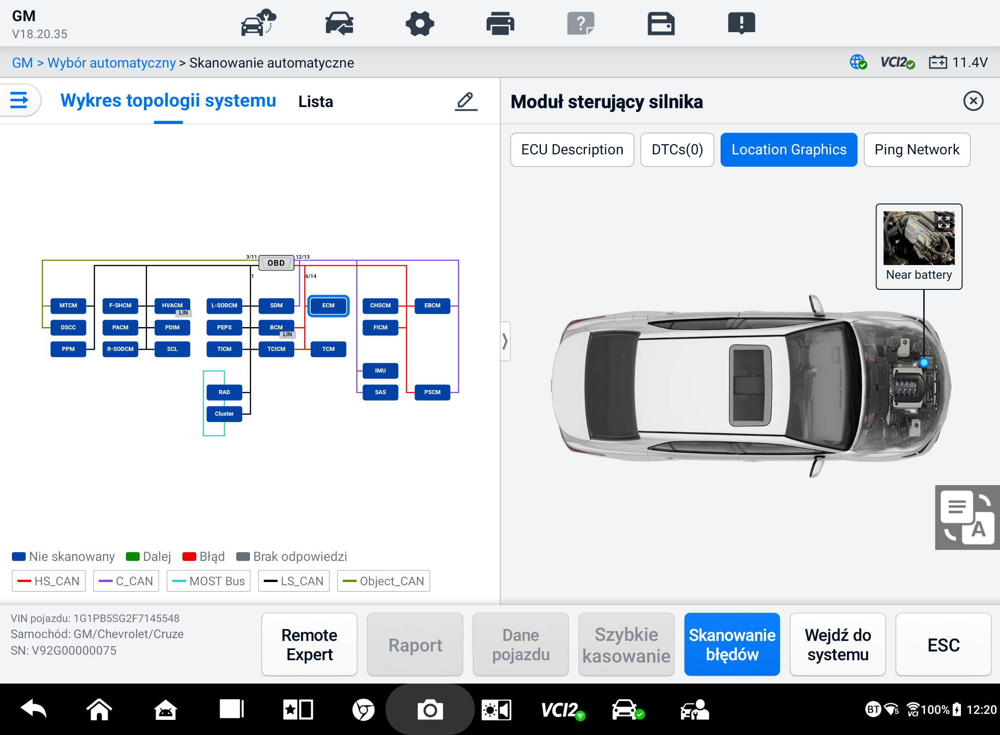 GM
V18.20.35
GM > Wybór automatyczny > Skanowanie automatyczne
VCI2
11.4V
Wykres topologii systemu
Lista
Moduł sterujący silnika
ECU Description
DTCs(0)
Location Graphics
Ping Network
Near battery
3/11
OBD
12/13
1
6/14
MTCM
F-SHCM
HVACM
LIN
L-SODCM
SDM
ECM
CHSCM
EBCM
DSCC
PACM
PDIM
PEPS
BCM
LIN
FICM
PPM
R-SODCM
SCL
TICM
TCICM
TCM
IMU
RAD
SAS
PSCM
Cluster
A
Nie skanowany
Dalej
Błąd
Brak odpowiedzi
HS_CAN
C_CAN
MOST Bus
LS_CAN
Object_CAN
VIN pojazdu: 1G1PB5SG2F7145548
Samochód: GM/Chevrolet/Cruze
SN: V92G00000075
Remote
Expert
Raport
Dane
pojazdu
Szybkie
kasowanie
Skanowanie
błędów
Wejdź do
systemu
ESC
VCI2
BT
5
VCI
100%
12:20